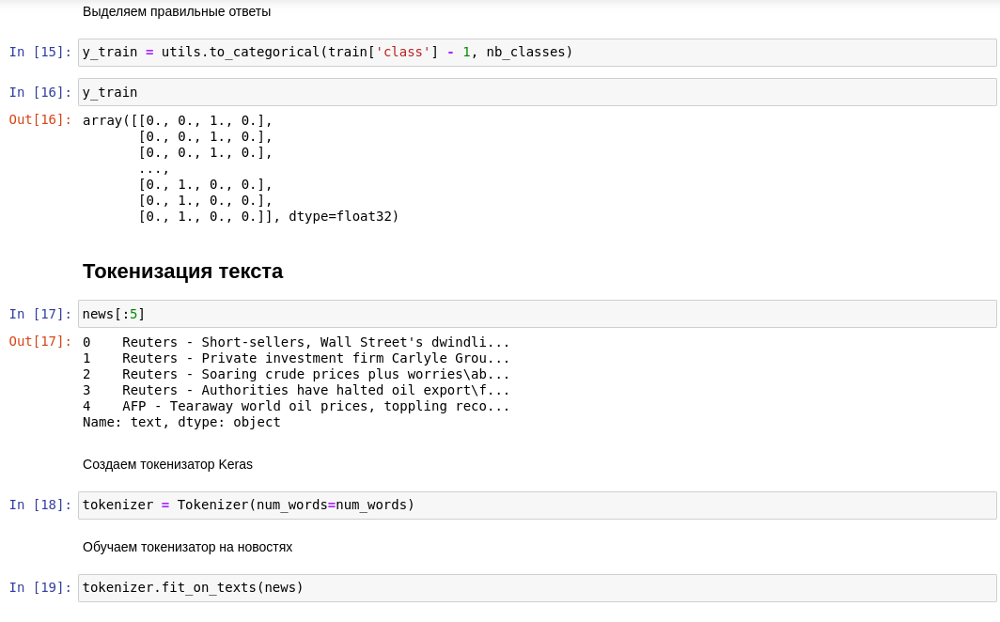 Выделяем правильные ответы
In [15]: y_train = utils.to_categorical(train['class'] - 1, nb_classes)
In [16]: y_train
Out[16]: array([[0., 0., 1., 0.],
[0., 0., 1., 0.],
[0., 0., 1., 0.],
...,
[0., 1., 0., 0.],
[0., 1., 0., 0.],
[0., 1., 0., 0.]], dtype=float32)
Токенизация текста
In [17]: news[:5]
Out[17]: 0    Reuters - Short-sellers, Wall Street's dwindli...
1    Reuters - Private investment firm Carlyle Grou...
2    Reuters - Soaring crude prices plus worries\ab...
3    Reuters - Authorities have halted oil export\f...
4    AFP - Tearaway world oil prices, toppling reco...
Name: text, dtype: object
Создаем токенизатор Keras
In [18]: tokenizer = Tokenizer(num_words=num_words)
Обучаем токенизатор на новостях
In [19]: tokenizer.fit_on_texts(news)